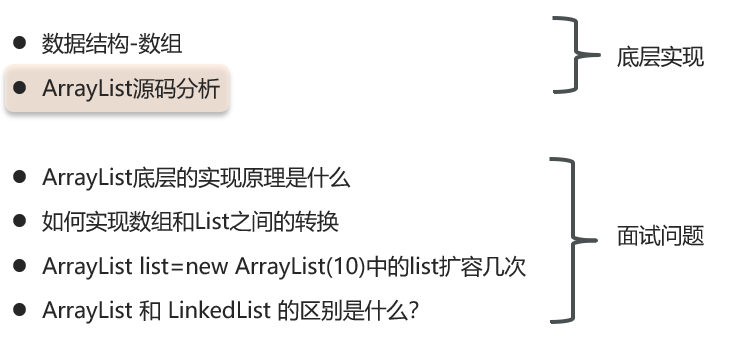 数据结构-数组
ArrayList源码分析
底层实现
ArrayList底层的实现原理是什么
如何实现数组和List之间的转换
ArrayList list=new ArrayList(10)中的list扩容几次
ArrayList 和 LinkedList 的区别是什么?
面试问题